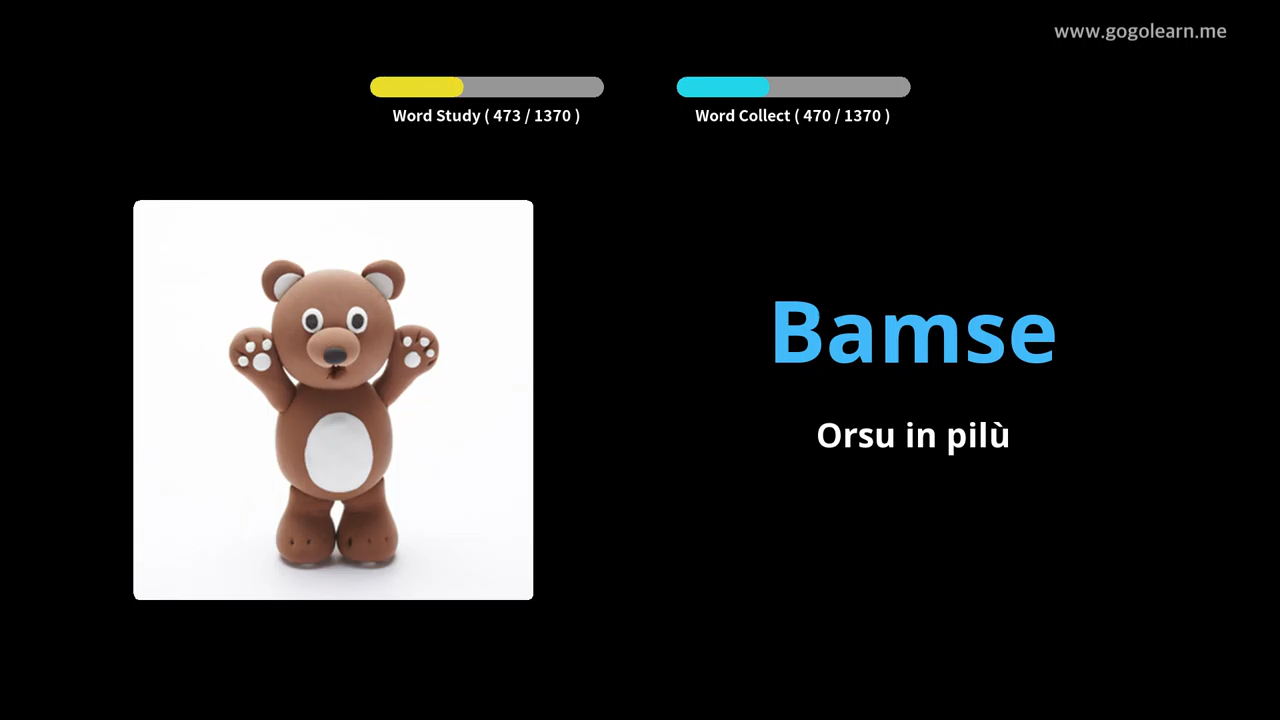 www.gogolearn.me
Word Study ( 473 / 1370 )
Word Collect ( 470 / 1370 )
Bamse
Orsu in pilù